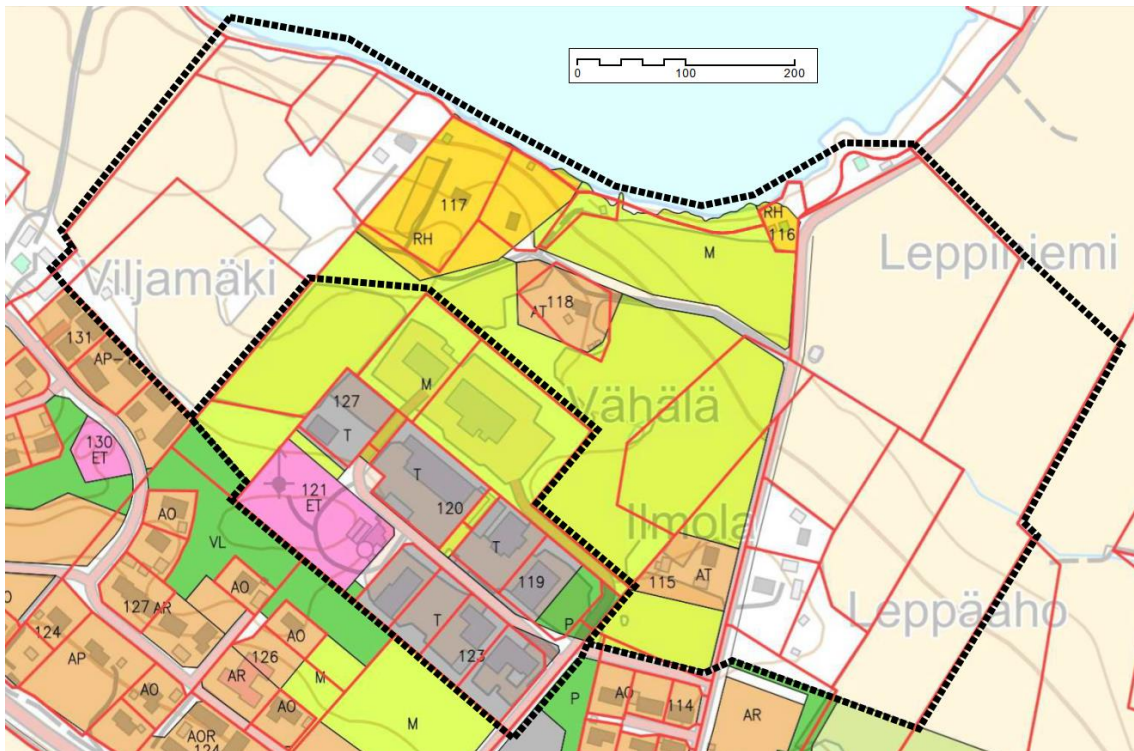 0 100 200
117
RH
RH
116
M
Leppiniemi
Viljamäki
118
AT
131
AP-
M
127
T
Vähälä
130
ET
121
ET
T
120
T
Ilmola
AO
VL
119
115
AT
AO
P
Leppäaho
127
AR
T
124
AO
126
123
AP
AR
M
AO
P
AO
114
AO
M
AR
AOR
124